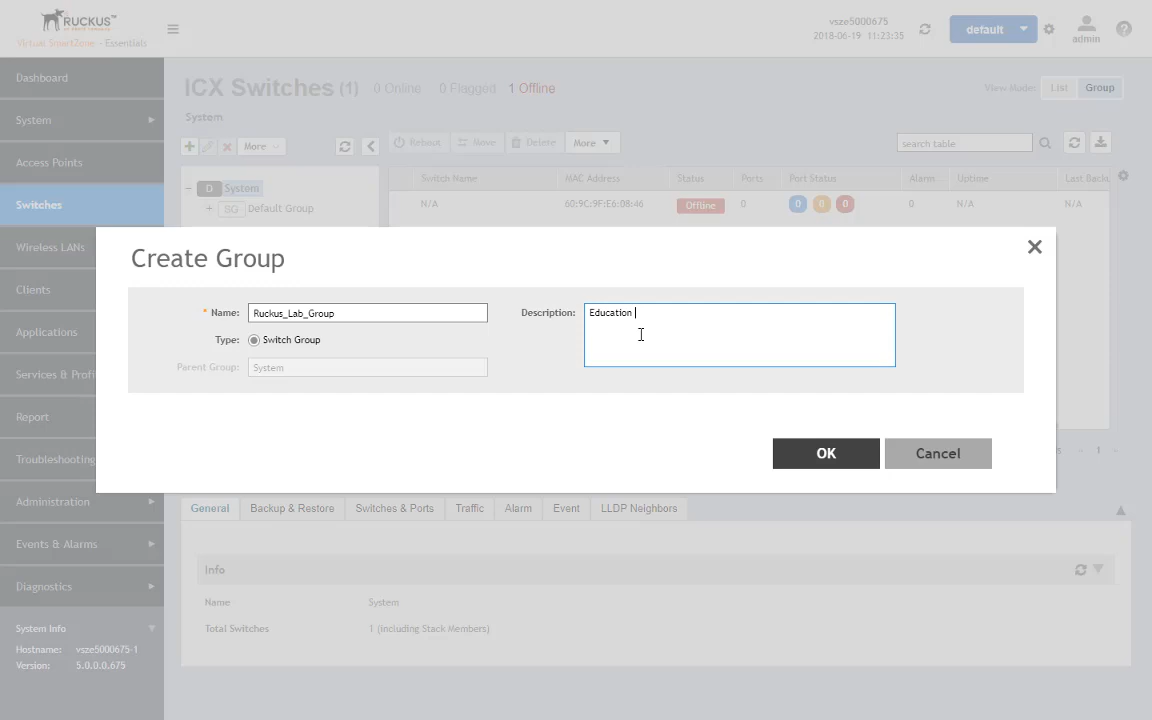 RUCKUS™
Virtual SmartZone - Essentials
vsze5000675
2018-06-19 11:23:35
default
admin
Dashboard
System
Access Points
Switches
Wireless LANs
Clients
Applications
Services & Profi
Report
Troubleshooting
Administration
Events & Alarms
Diagnostics
System Info
Hostname: vsze5000675-1
Version: 5.0.0.0.675
ICX Switches (1) 0 Online 0 Flagged 1 Offline
View Mode: List Group
System
More
Reboot Move Delete More
search table
D System
SG Default Group
Switch Name MAC Address Status Ports Port Status Alarm Uptime Last Backu
N/A 60:9C:9F:E6:08:46 Offline 0 0 0 0 0 N/A N/A
1
Create Group
* Name: Ruckus_Lab_Group
Type: Switch Group
Parent Group: System
Description: Education
OK Cancel
General Backup & Restore Switches & Ports Traffic Alarm Event LLDP Neighbors
Info
Name System
Total Switches 1 (including Stack Members)